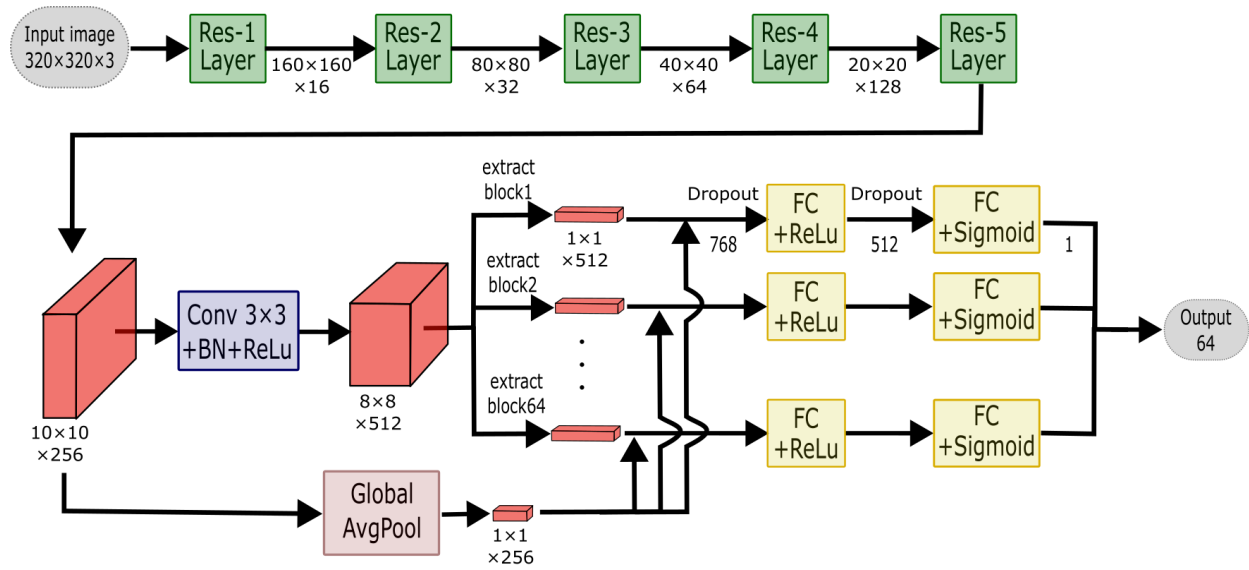 Input image
320×320×3
Res-1
Layer
160×160
×16
Res-2
Layer
80×80
×32
Res-3
Layer
40×40
×64
Res-4
Layer
20×20
×128
Res-5
Layer
10×10
×256
Conv 3×3
+BN+ReLu
8×8
×512
extract
block1
1×1
×512
Dropout
768
FC
+ReLu
Dropout
512
FC
+Sigmoid
1
extract
block2
FC
+ReLu
FC
+Sigmoid
extract
block64
FC
+ReLu
FC
+Sigmoid
Output
64
Global
AvgPool
1×1
×256